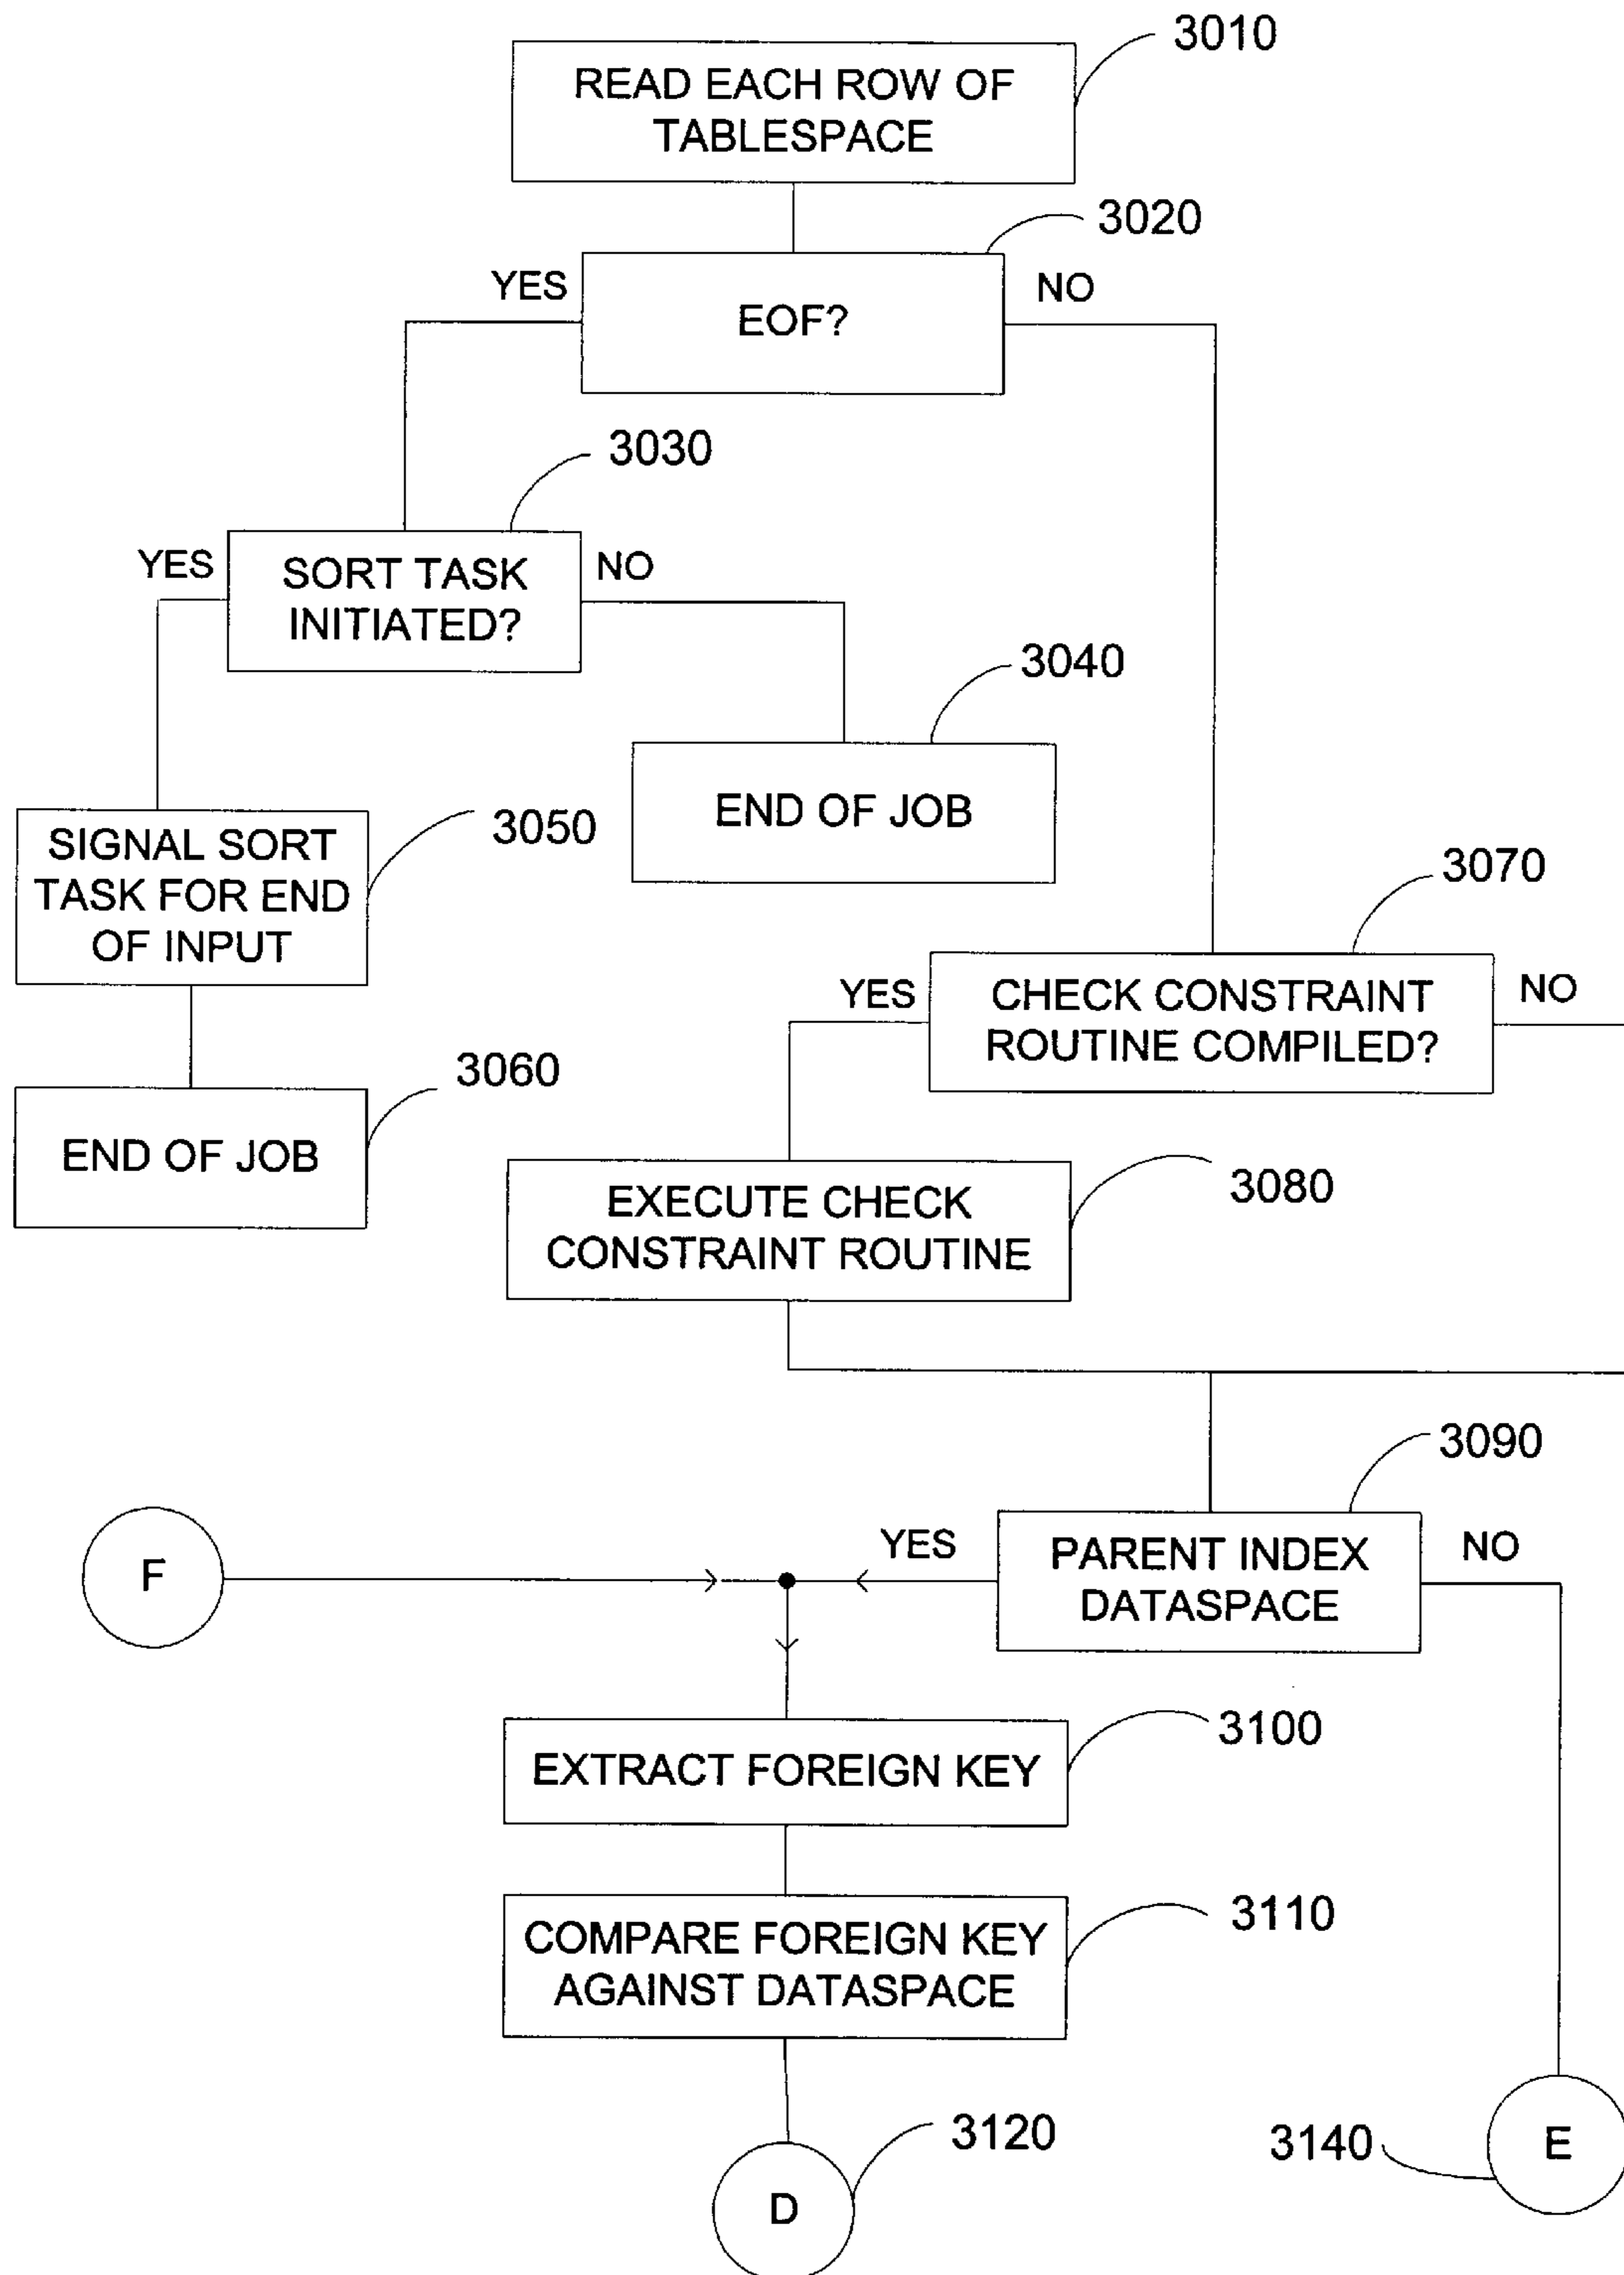 3010
READ EACH ROW OF
TABLESPACE
3020
YES
NO
EOF?
3030
YES
NO
SORT TASK
INITIATED?
3040
END OF JOB
3050
SIGNAL SORT
TASK FOR END
OF INPUT
3070
YES
NO
CHECK CONSTRAINT
ROUTINE COMPILED?
3060
END OF JOB
3080
EXECUTE CHECK
CONSTRAINT ROUTINE
3090
YES
NO
PARENT INDEX
DATASPACE
F
3100
EXTRACT FOREIGN KEY
3110
COMPARE FOREIGN KEY
AGAINST DATASPACE
3120
3140
E
D